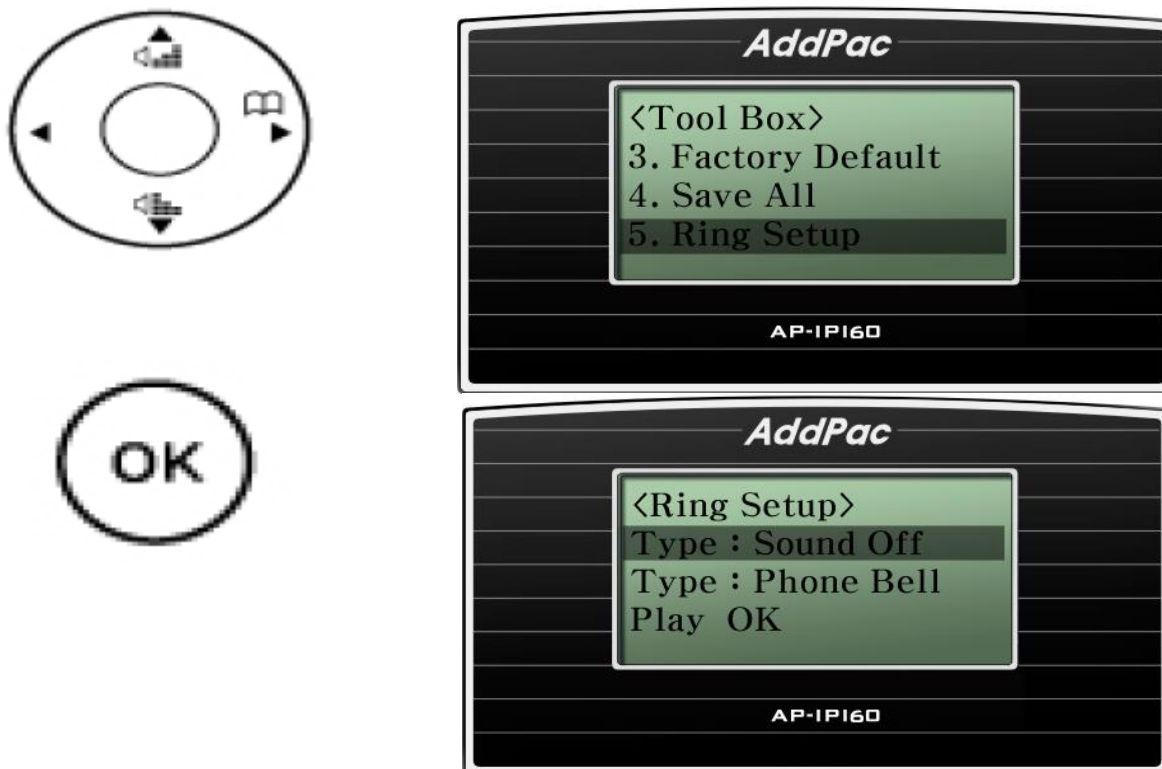 AddPac
<Tool Box>
3. Factory Default
4. Save All
5. Ring Setup
AP-IP160
OK
AddPac
<Ring Setup>
Type : Sound Off
Type : Phone Bell
Play OK
AP-IP160